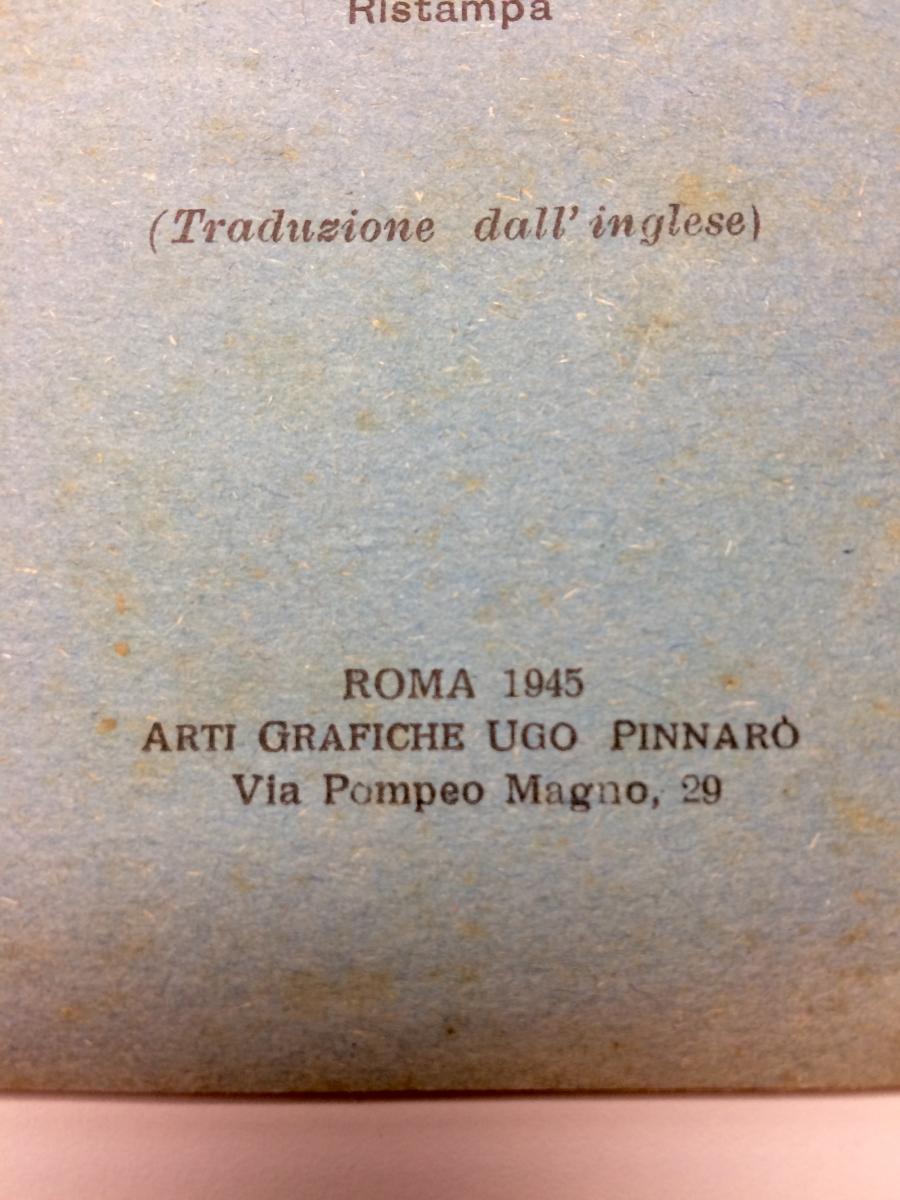 Ristampa
(Traduzione dall' inglese)
ROMA 1945
ARTI GRAFICHE UGO PINNARÒ
Via Pompeo Magno, 29